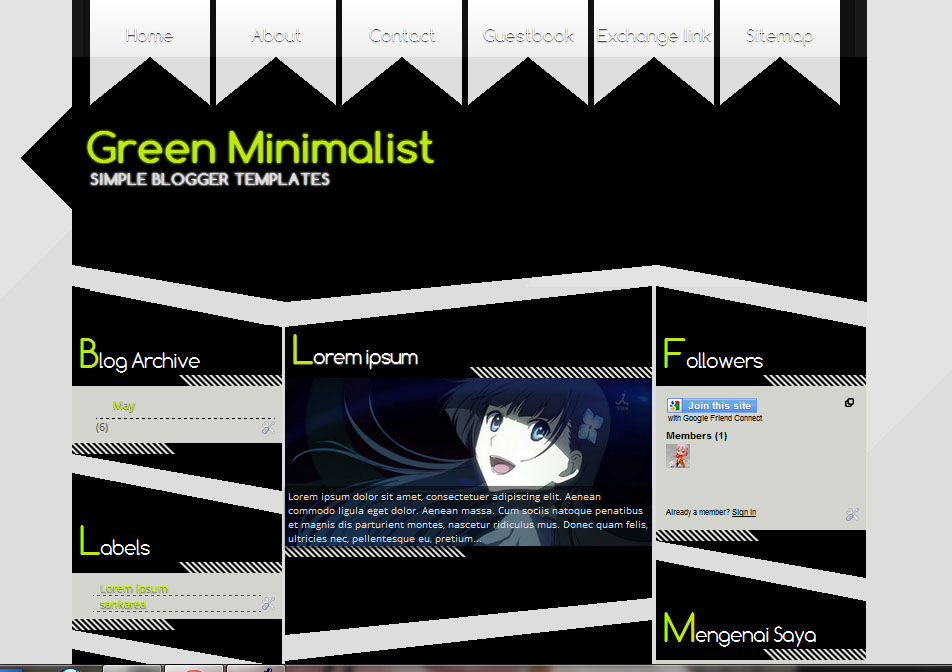 Home
About
Contact
Guestbook
Exchange link
Sitemap
Green Minimalist
SIMPLE BLOGGER TEMPLATES
Blog Archive
May
(6)
Labels
Lorem ipsum
sankarea
Lorem ipsum
TBS
Lorem ipsum dolor sit amet, consectetuer adipiscing elit. Aenean
commodo ligula eget dolor. Aenean massa. Cum sociis natoque penatibus
et magnis dis parturient montes, nascetur ridiculus mus. Donec quam felis,
ultricies nec, pellentesque eu, pretium...
Followers
Join this site
with Google Friend Connect
Members (1)
Already a member? Sign in
Mengenai Saya